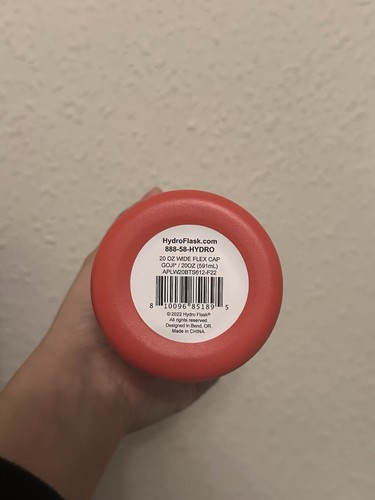 HydroFlask.com
888-58-HYDRO
20 OZ WIDE FLEX CAP
GOJI* / 20OZ (591mL)
APLW20BTS612-F22
8 10096 85189 5
©2022 Hydro Flask®
All rights reserved.
Designed in Bend, OR.
Made in CHINA.